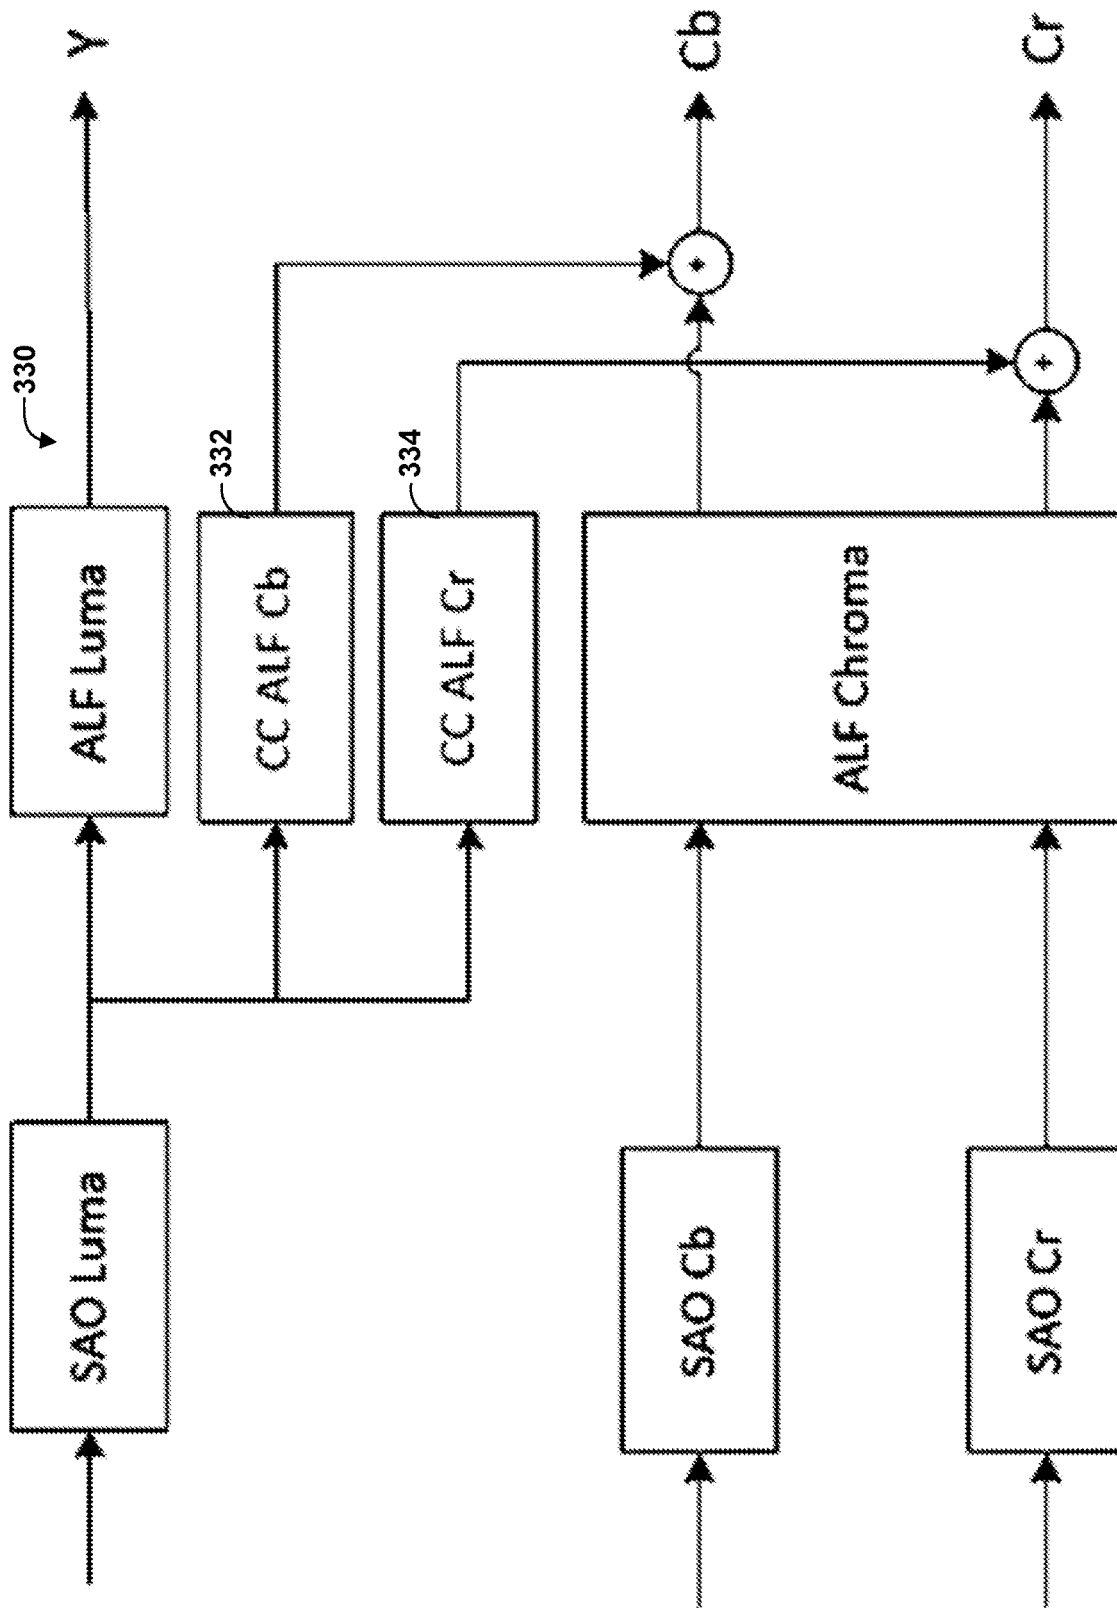 330
SAO Luma
ALF Luma
Y
332
CC ALF Cb
334
CC ALF Cr
SAO Cb
ALF Chroma
+
Cb
SAO Cr
+
Cr